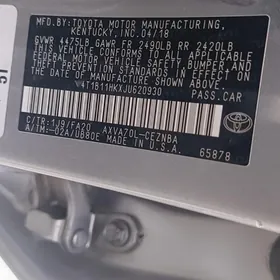 MFD.BY:TOYOTA MOTOR MANUFACTURING,
KENTUCKY,INC.04/18
GVWR 4475LB GAWR FR 2490LB RR 2420LB
THIS VEHICLE CONFORMS TO ALL APPLICABLE
FEDERAL MOTOR VEHICLE SAFETY, BUMPER, AND
THEFT PREVENTION STANDARDS IN EFFECT ON
THE DATE OF MANUFACTURE SHOWN ABOVE.
4T1B11HKXJU620930 PASS.CAR
C/TR:1J9/FA20 AXVA70L-CEZNBA
A/TM:-02A/UB80E MADE IN U.S.A.
65878
TOYOTA